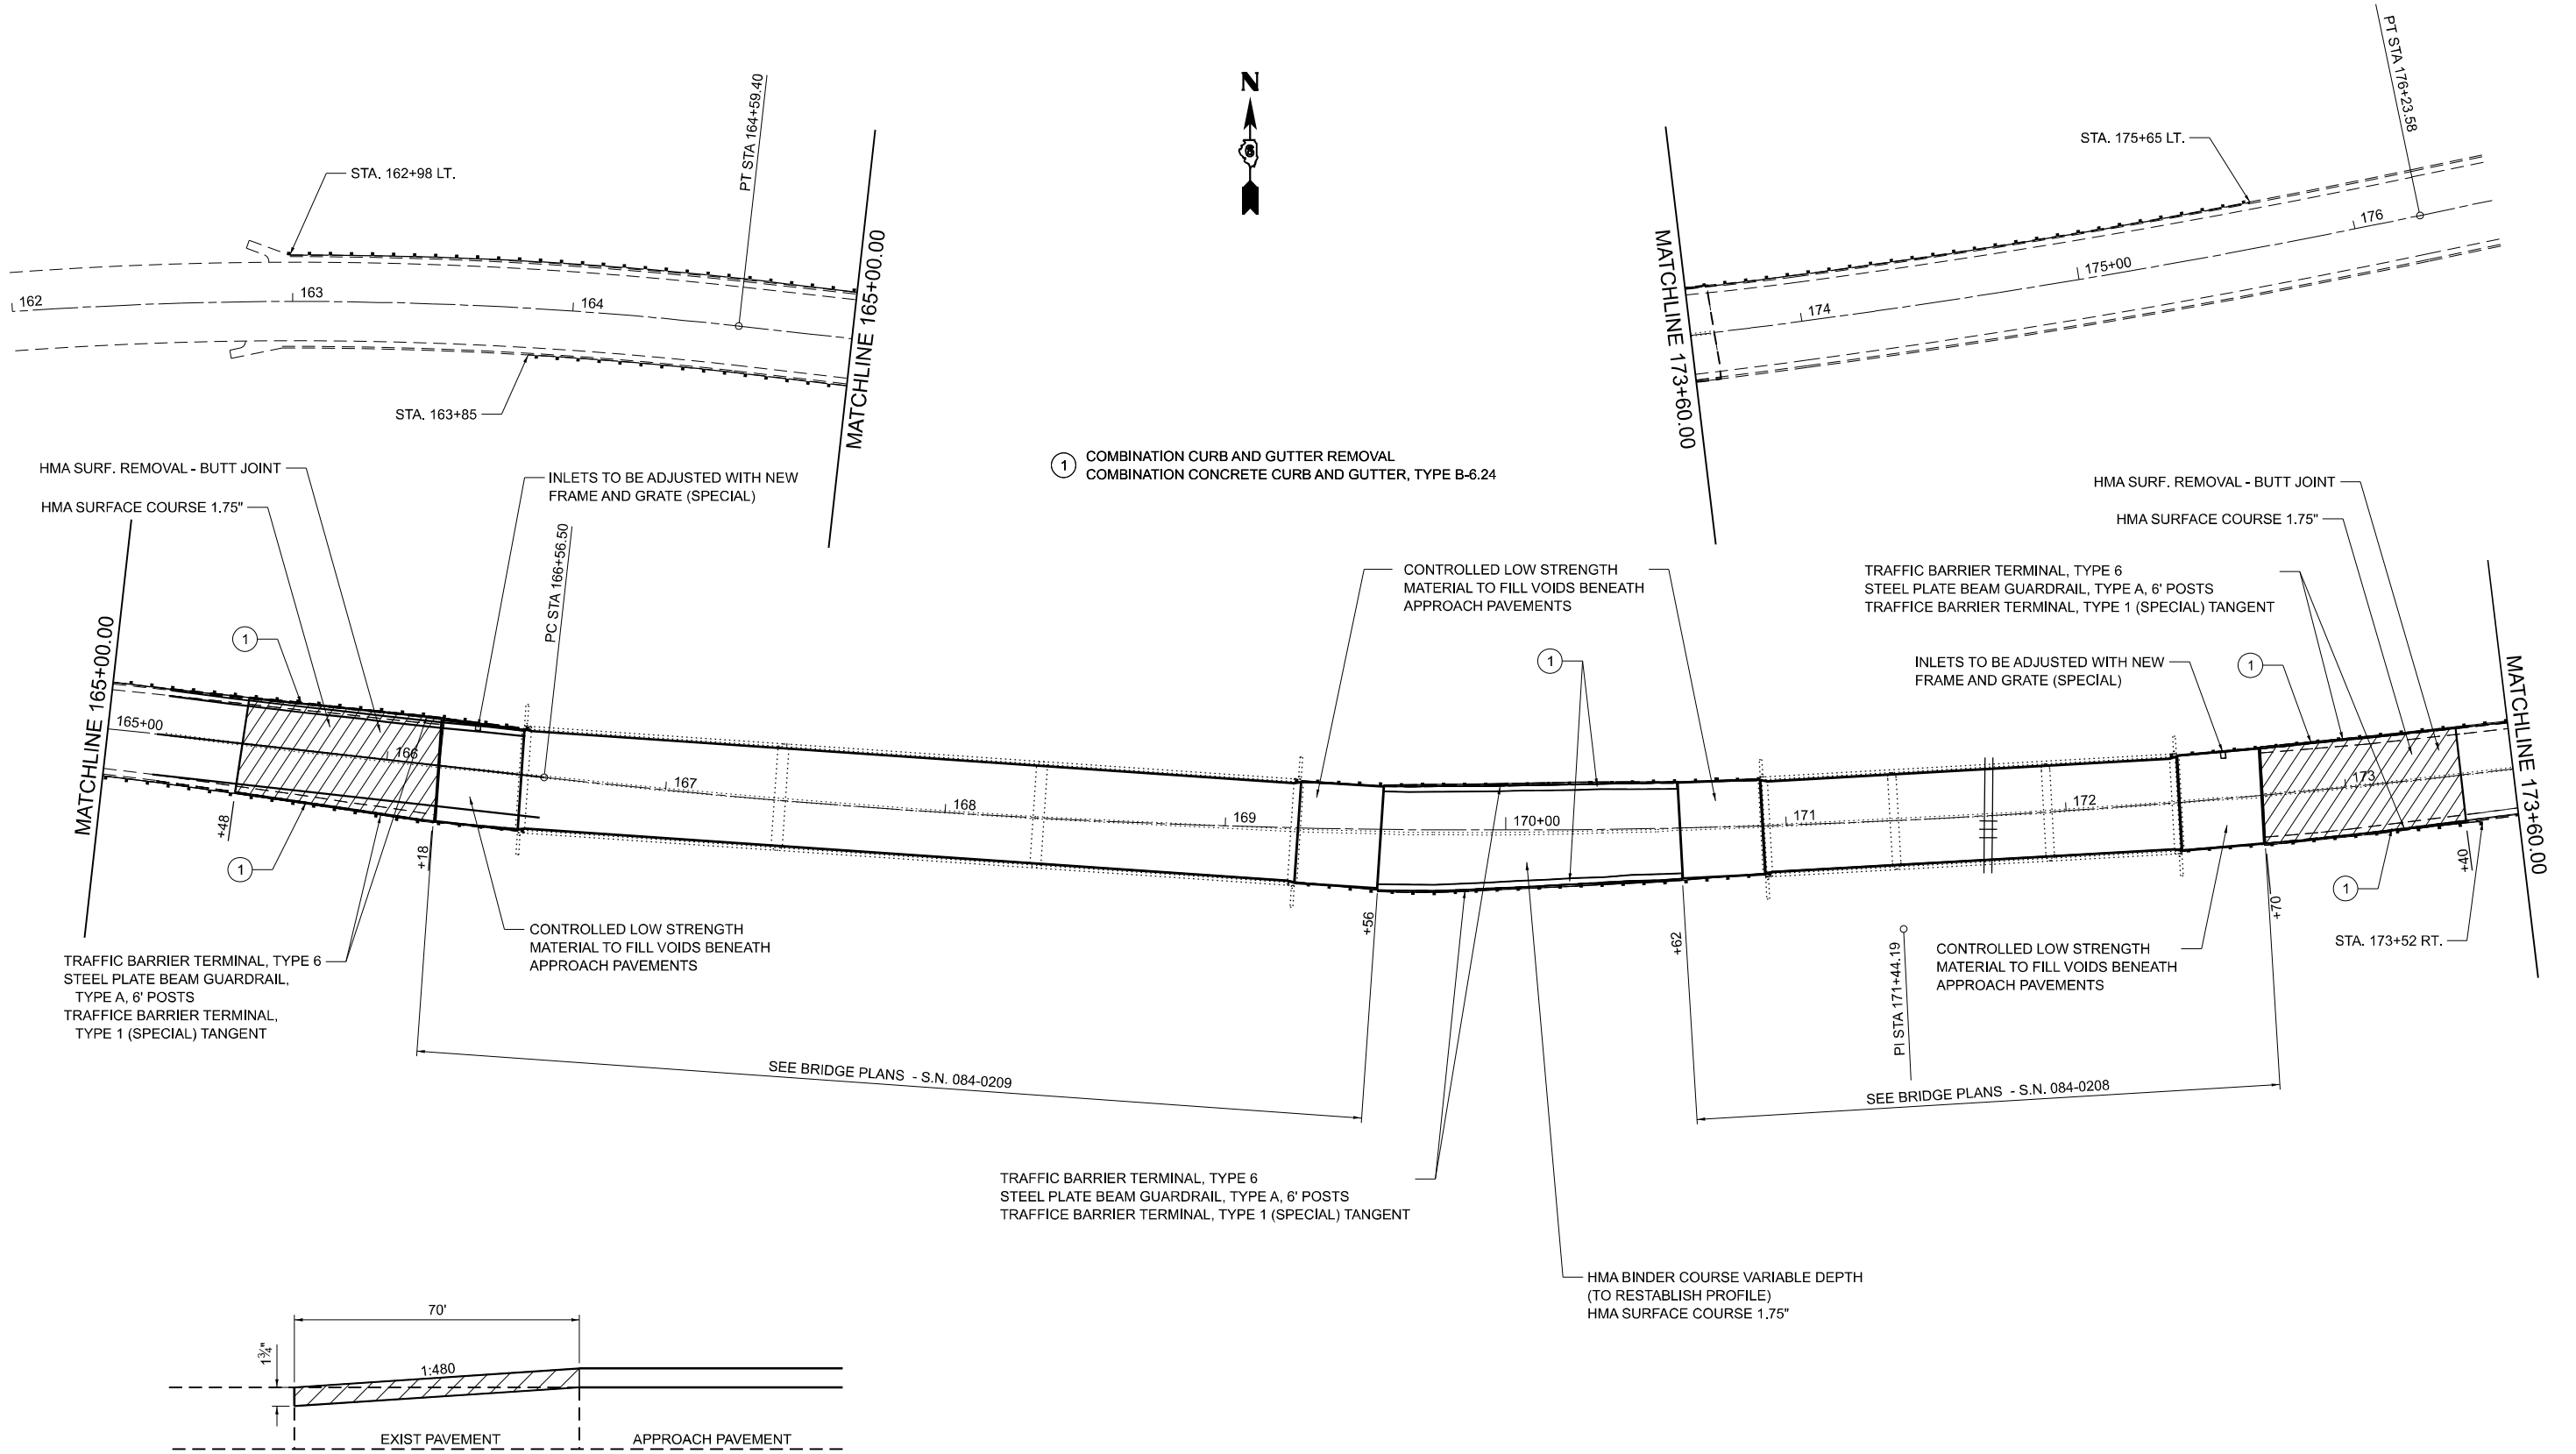 PT STA 176+23.58
N
6
PT STA 164+59.40
STA. 162+98 LT.
STA. 175+65 LT.
162
163
164
MATCHLINE 165+00.00
STA. 163+85
MATCHLINE 173+60.00
174
175+00
176
1 COMBINATION CURB AND GUTTER REMOVAL
COMBINATION CONCRETE CURB AND GUTTER, TYPE B-6.24
HMA SURF. REMOVAL - BUTT JOINT
HMA SURFACE COURSE 1.75"
INLETS TO BE ADJUSTED WITH NEW
FRAME AND GRATE (SPECIAL)
PC STA 166+56.50
CONTROLLED LOW STRENGTH
MATERIAL TO FILL VOIDS BENEATH
APPROACH PAVEMENTS
HMA SURF. REMOVAL - BUTT JOINT
HMA SURFACE COURSE 1.75"
TRAFFIC BARRIER TERMINAL, TYPE 6
STEEL PLATE BEAM GUARDRAIL, TYPE A, 6' POSTS
TRAFFICE BARRIER TERMINAL, TYPE 1 (SPECIAL) TANGENT
INLETS TO BE ADJUSTED WITH NEW
FRAME AND GRATE (SPECIAL)
1
1
1
MATCHLINE 165+00.00
165+00
166
167
168
169
170+00
171
172
173
MATCHLINE 173+60.00
+48
+18
+56
+62
+70
+40
1
1
STA. 173+52 RT.
CONTROLLED LOW STRENGTH
MATERIAL TO FILL VOIDS BENEATH
APPROACH PAVEMENTS
PI STA 171+44.19
CONTROLLED LOW STRENGTH
MATERIAL TO FILL VOIDS BENEATH
APPROACH PAVEMENTS
TRAFFIC BARRIER TERMINAL, TYPE 6
STEEL PLATE BEAM GUARDRAIL,
TYPE A, 6' POSTS
TRAFFICE BARRIER TERMINAL,
TYPE 1 (SPECIAL) TANGENT
SEE BRIDGE PLANS - S.N. 084-0209
SEE BRIDGE PLANS - S.N. 084-0208
TRAFFIC BARRIER TERMINAL, TYPE 6
STEEL PLATE BEAM GUARDRAIL, TYPE A, 6' POSTS
TRAFFICE BARRIER TERMINAL, TYPE 1 (SPECIAL) TANGENT
HMA BINDER COURSE VARIABLE DEPTH
(TO RESTABLISH PROFILE)
HMA SURFACE COURSE 1.75"
70'
1¾"
1:480
EXIST PAVEMENT
APPROACH PAVEMENT